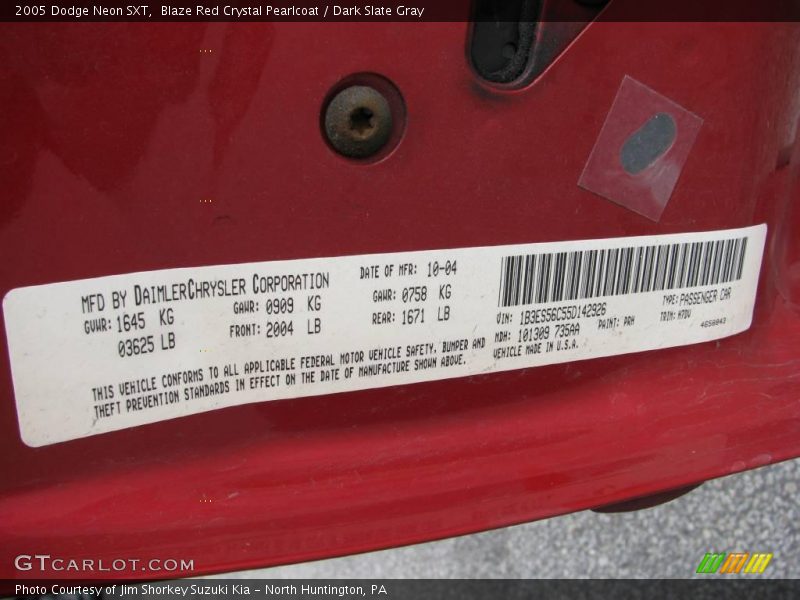 2005 Dodge Neon SXT,  Blaze Red Crystal Pearlcoat / Dark Slate Gray
MFD BY DAIMLERCHRYSLER CORPORATION
DATE OF MFR: 10-04
GVWR: 1645 KG
GAWR: 0909 KG
GAWR: 0758 KG
03625 LB
FRONT: 2004 LB
REAR: 1671 LB
VIN: 1B3ES56C55D142926
TYPE: PASSENGER CAR
MDH: 101309 735AA
PAINT: PRH
TRIM: H7DV
VEHICLE MADE IN U.S.A.
4658843
THIS VEHICLE CONFORMS TO ALL APPLICABLE FEDERAL MOTOR VEHICLE SAFETY, BUMPER AND
THEFT PREVENTION STANDARDS IN EFFECT ON THE DATE OF MANUFACTURE SHOWN ABOVE.
GTCARLOT.COM
Photo Courtesy of Jim Shorkey Suzuki Kia – North Huntington, PA